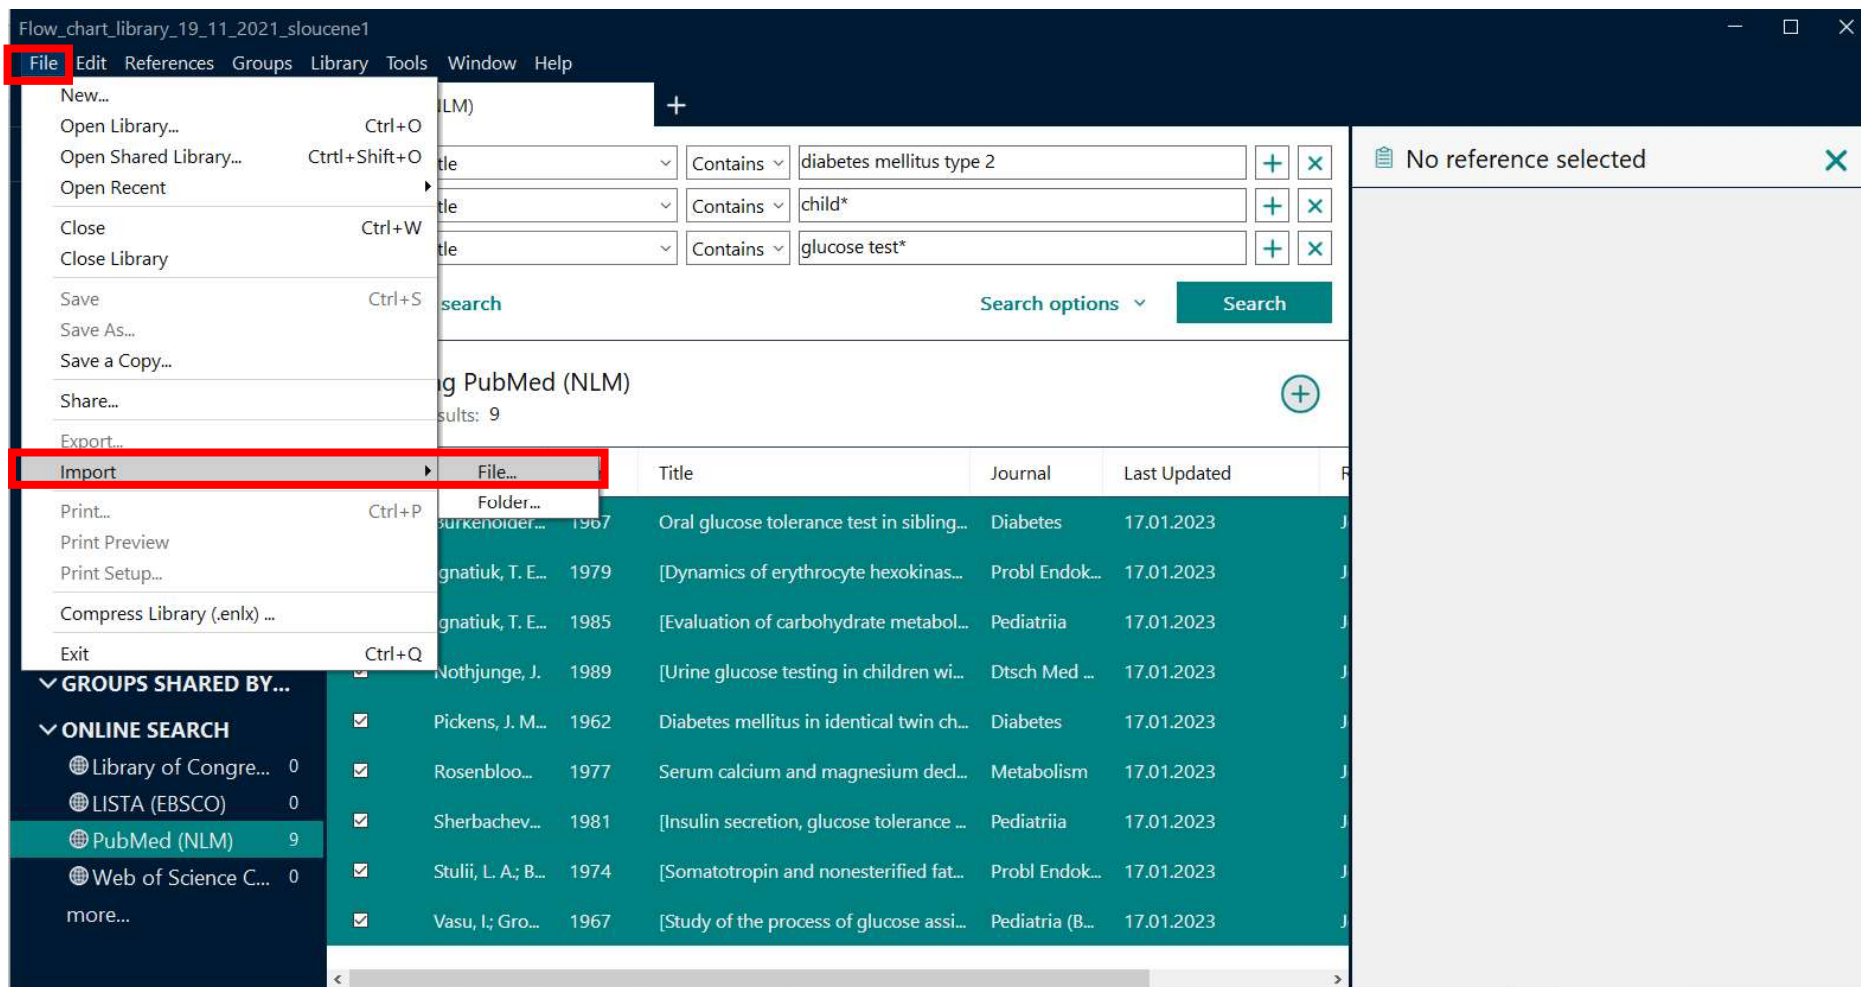 Flow_chart_library_19_11_2021_sloucene1
File Edit References Groups Library Tools Window Help
New...
Open Library... Ctrl+O
Open Shared Library... Ctrtl+Shift+O
Open Recent
Close Ctrl+W
Close Library
Save Ctrl+S
Save As...
Save a Copy...
Share...
Export...
Import
File...
Folder...
Print... Ctrl+P
Print Preview
Print Setup...
Compress Library (.enlx) ...
Exit Ctrl+Q
GROUPS SHARED BY...
ONLINE SEARCH
Library of Congre... 0
LISTA (EBSCO) 0
PubMed (NLM) 9
Web of Science C... 0
more...
NLM)
+
tle Contains diabetes mellitus type 2
tle Contains child*
tle Contains glucose test*
search Search options Search
PubMed (NLM)
sults: 9
Title Journal Last Updated R
Burkeholder... 1967 Oral glucose tolerance test in sibling... Diabetes 17.01.2023 J
gnatiuk, T. E... 1979 [Dynamics of erythrocyte hexokinas... Probl Endok... 17.01.2023 J
gnatiuk, T. E... 1985 [Evaluation of carbohydrate metabol... Pediatriia 17.01.2023 J
Nothjunge, J. 1989 [Urine glucose testing in children wi... Dtsch Med ... 17.01.2023 J
Pickens, J. M... 1962 Diabetes mellitus in identical twin ch... Diabetes 17.01.2023 J
Rosenbloo... 1977 Serum calcium and magnesium decl... Metabolism 17.01.2023 J
Sherbachev... 1981 [Insulin secretion, glucose tolerance ... Pediatriia 17.01.2023 J
Stulii, L. A.; B... 1974 [Somatotropin and nonesterified fat... Probl Endok... 17.01.2023 J
Vasu, I.; Gro... 1967 [Study of the process of glucose assi... Pediatria (B... 17.01.2023 J
No reference selected